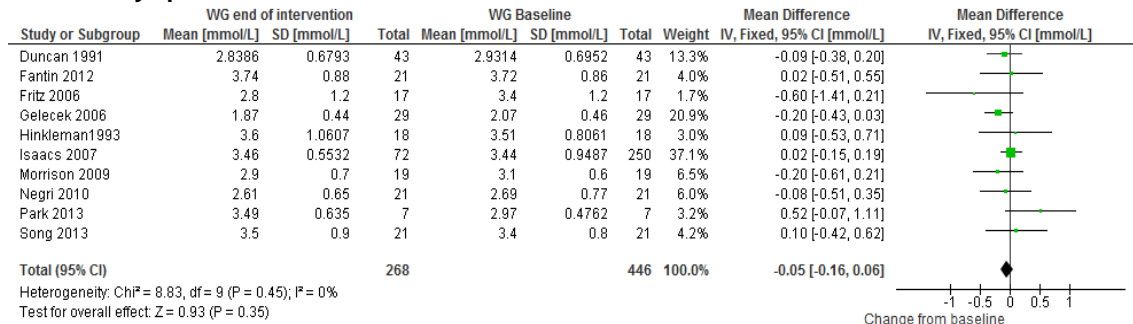 WG end of intervention WG Baseline Mean Difference Mean Difference
Study or Subgroup Mean [mmol/L] SD [mmol/L] Total Mean [mmol/L] SD [mmol/L] Total Weight IV, Fixed, 95% CI [mmol/L] IV, Fixed, 95% CI [mmol/L]
Duncan 1991 2.8386 0.6793 43 2.9314 0.6952 43 13.3% -0.09 [-0.38, 0.20]
Fantin 2012 3.74 0.88 21 3.72 0.86 21 4.0% 0.02 [-0.51, 0.55]
Fritz 2006 2.8 1.2 17 3.4 1.2 17 1.7% -0.60 [-1.41, 0.21]
Gelecek 2006 1.87 0.44 29 2.07 0.46 29 20.9% -0.20 [-0.43, 0.03]
Hinkleman1993 3.6 1.0607 18 3.51 0.8061 18 3.0% 0.09 [-0.53, 0.71]
Isaacs 2007 3.46 0.5532 72 3.44 0.9487 250 37.1% 0.02 [-0.15, 0.19]
Morrison 2009 2.9 0.7 19 3.1 0.6 19 6.5% -0.20 [-0.61, 0.21]
Negri 2010 2.61 0.65 21 2.69 0.77 21 6.0% -0.08 [-0.51, 0.35]
Park 2013 3.49 0.635 7 2.97 0.4762 7 3.2% 0.52 [-0.07, 1.11]
Song 2013 3.5 0.9 21 3.4 0.8 21 4.2% 0.10 [-0.42, 0.62]
Total (95% CI) 268 446 100.0% -0.05 [-0.16, 0.06]
Heterogeneity: Chi² = 8.83, df = 9 (P = 0.45); I² = 0%
Test for overall effect: Z = 0.93 (P = 0.35)
-1 -0.5 0 0.5 1
Change from baseline